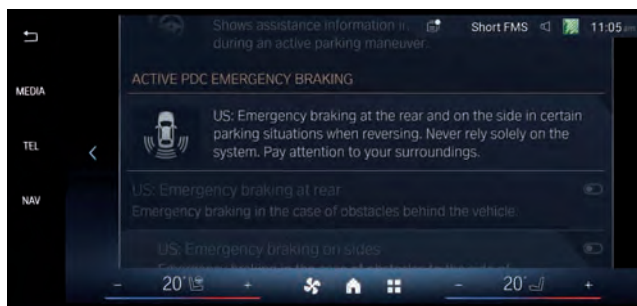 Shows assistance information in
during an active parking maneuver.
Short FMS
11:05 am
MEDIA
TEL
NAV
ACTIVE PDC EMERGENCY BRAKING
US: Emergency braking at the rear and on the side in certain
parking situations when reversing. Never rely solely on the
system. Pay attention to your surroundings.
US: Emergency braking at rear
Emergency braking in the case of obstacles behind the vehicle.
US: Emergency braking on sides
- 20° +
- 20° +